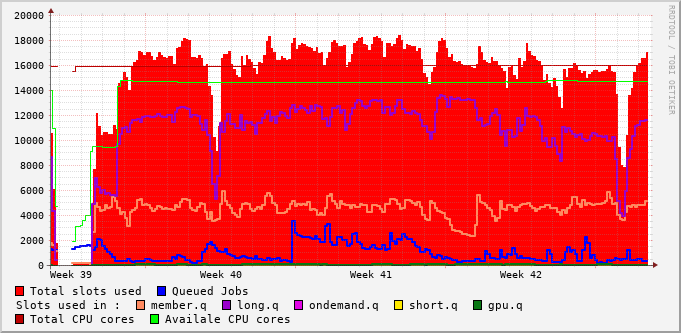 20000
18000
16000
14000
12000
10000
8000
6000
4000
2000
0
Week 39 Week 40 Week 41 Week 42
Total slots used Queued Jobs
Slots used in : member.q long.q ondemand.q short.q gpu.q
Total CPU cores Availale CPU cores
RRDTOOL / TOBI OETIKER